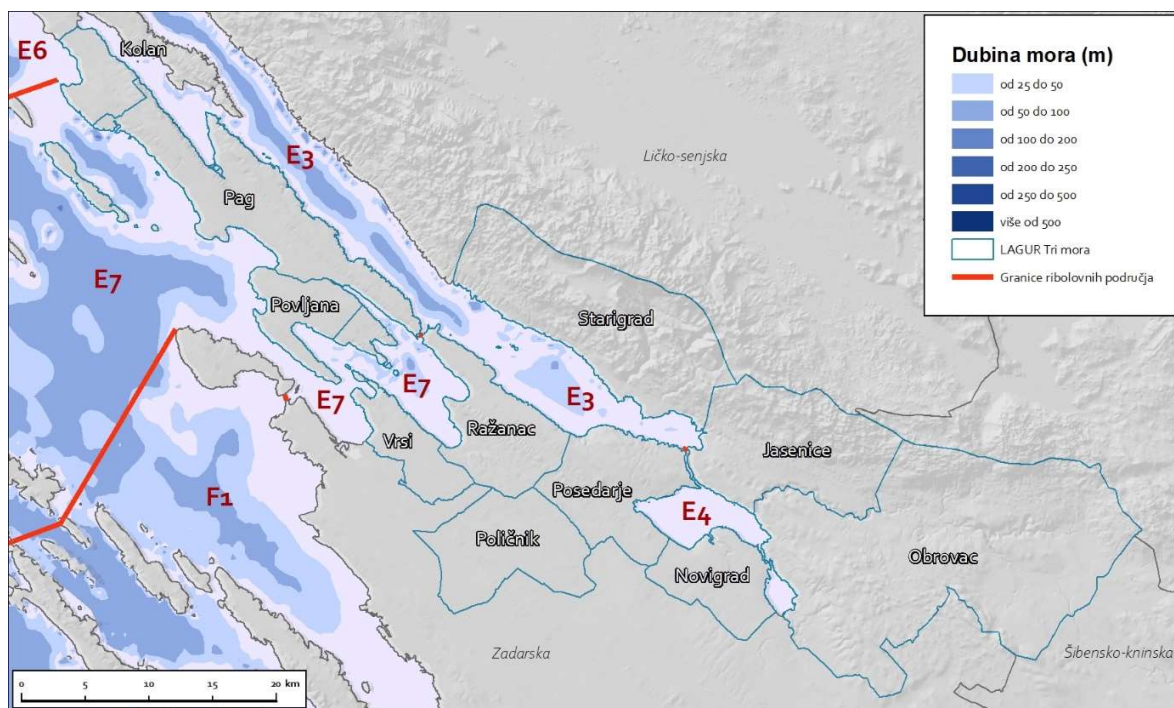 Kolan
E6
Dubina mora (m)
od 25 do 50
od 50 do 100
od 100 do 200
od 200 do 250
od 250 do 500
više od 500
LAGUR Tri mora
Granice ribolovnih područja
E3
Ličko-senjska
Pag
E7
Povljana
Starigrad
E7
E7
E3
Vrsi
Ražanac
Jasenice
F1
Posedarje
E4
Poličnik
Novigrad
Obrovac
Zadarska
Šibensko-kninska
0 5 10 15 20 km